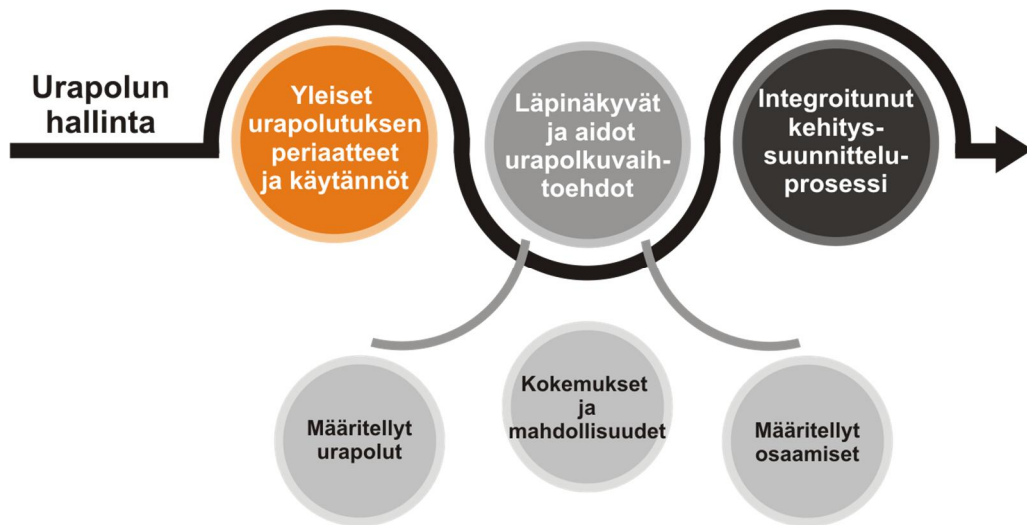 Urapolun
hallinta
Yleiset
urapolutuksen
periaatteet
ja käytännöt
Läpinäkyvät
ja aidot
urapolkuvaih-
toehdot
Integroitunut
kehitys-
suunnittelu-
prosessi
Määritellyt
urapolut
Kokemukset
ja
mahdollisuudet
Määritellyt
osaamiset